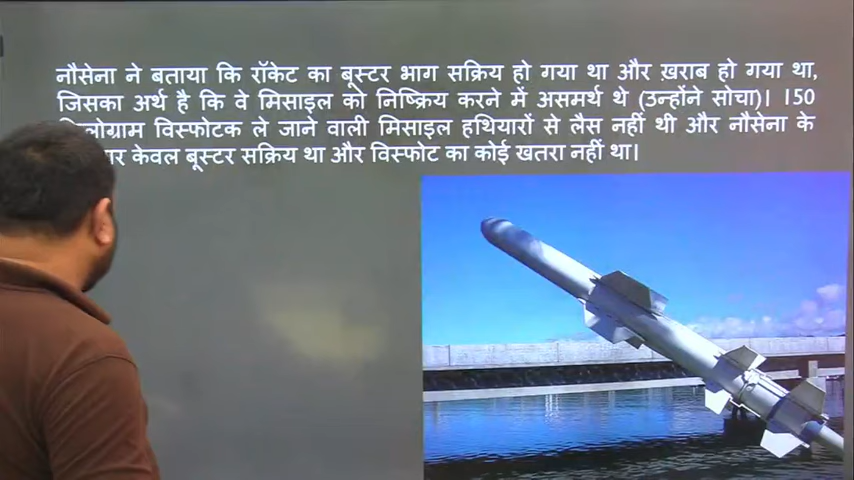 नौसेना ने बताया कि रॉकेट का बूस्टर भाग सक्रिय हो गया था और ख़राब हो गया था,
जिसका अर्थ है कि वे मिसाइल को निष्क्रिय करने में असमर्थ थे (उन्होंने सोचा)। 150
विस्फोटक ले जाने वाली मिसाइल हथियारों से लैस नहीं थी और नौसेना के
केवल बूस्टर सक्रिय था और विस्फोट का कोई खतरा नहीं था।